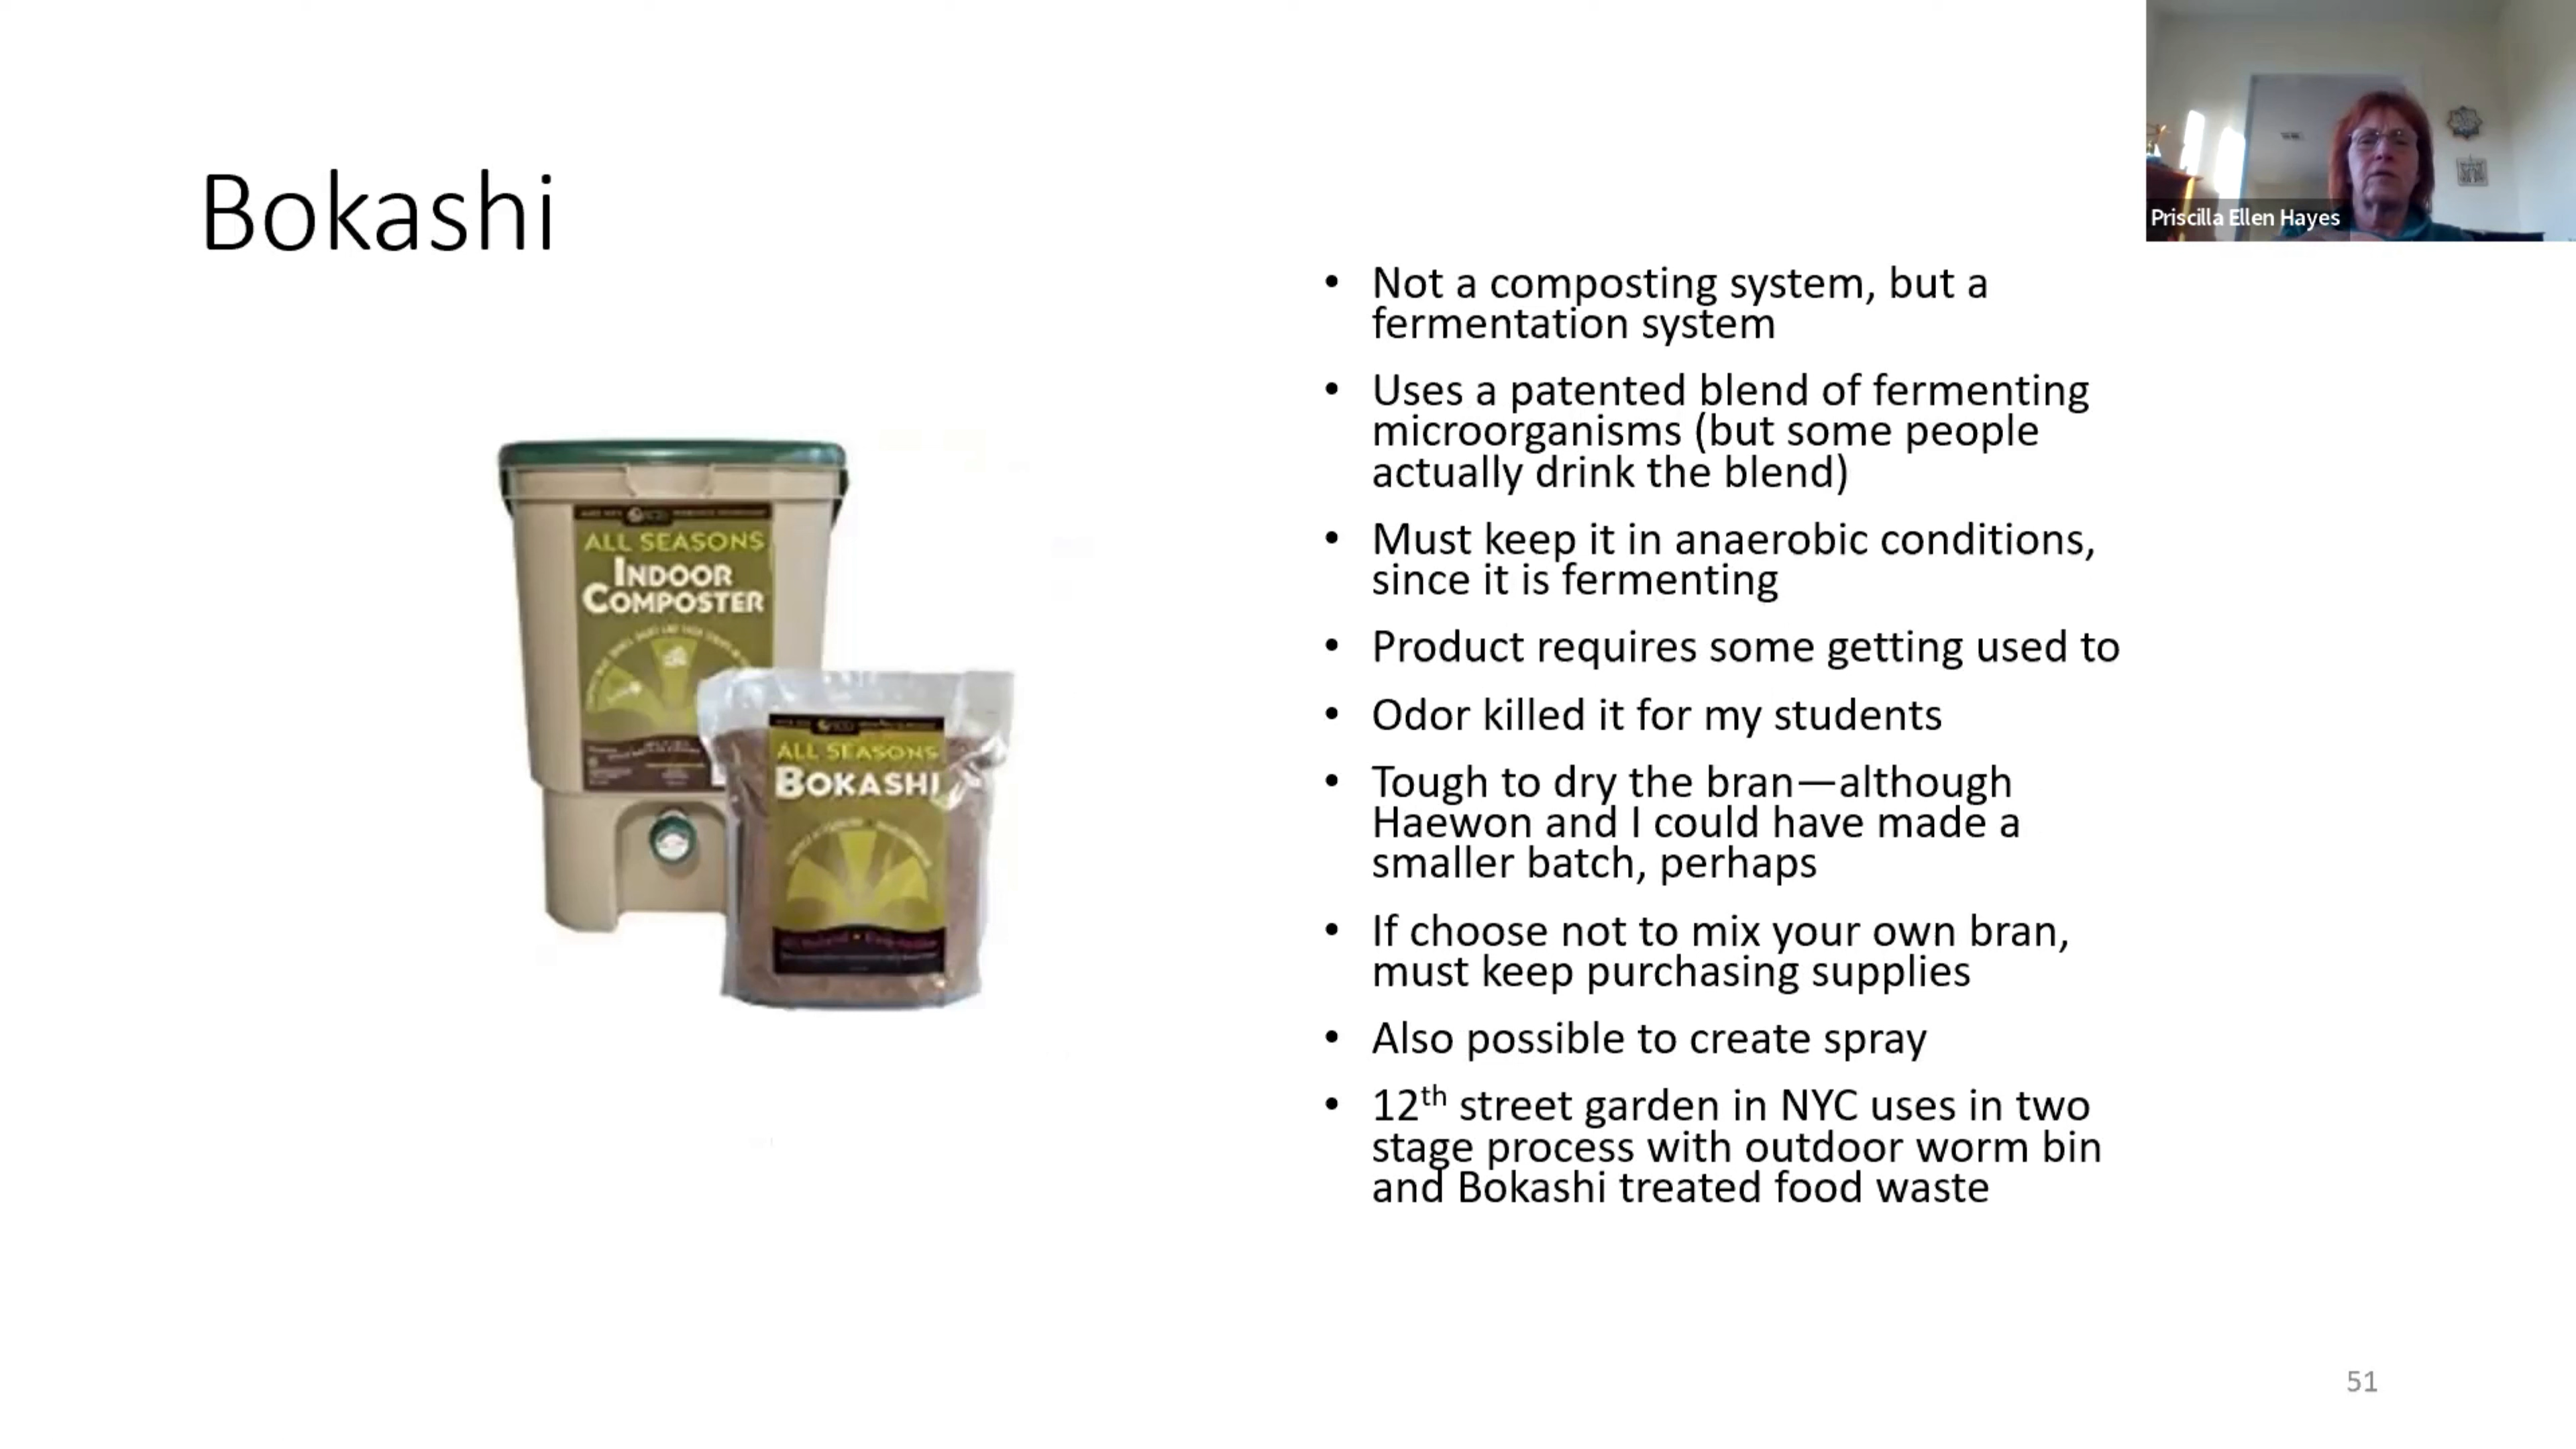 Priscilla Ellen Hayes
Bokashi
ALL SEASONS
INDOOR
COMPOSTER
ALL SEASONS
BOKASHI
• Not a composting system, but a
fermentation system
• Uses a patented blend of fermenting
microorganisms (but some people
actually drink the blend)
• Must keep it in anaerobic conditions,
since it is fermenting
• Product requires some getting used to
• Odor killed it for my students
• Tough to dry the bran—although
Haewon and I could have made a
smaller batch, perhaps
• If choose not to mix your own bran,
must keep purchasing supplies
• Also possible to create spray
• 12th street garden in NYC uses in two
stage process with outdoor worm bin
and Bokashi treated food waste
51